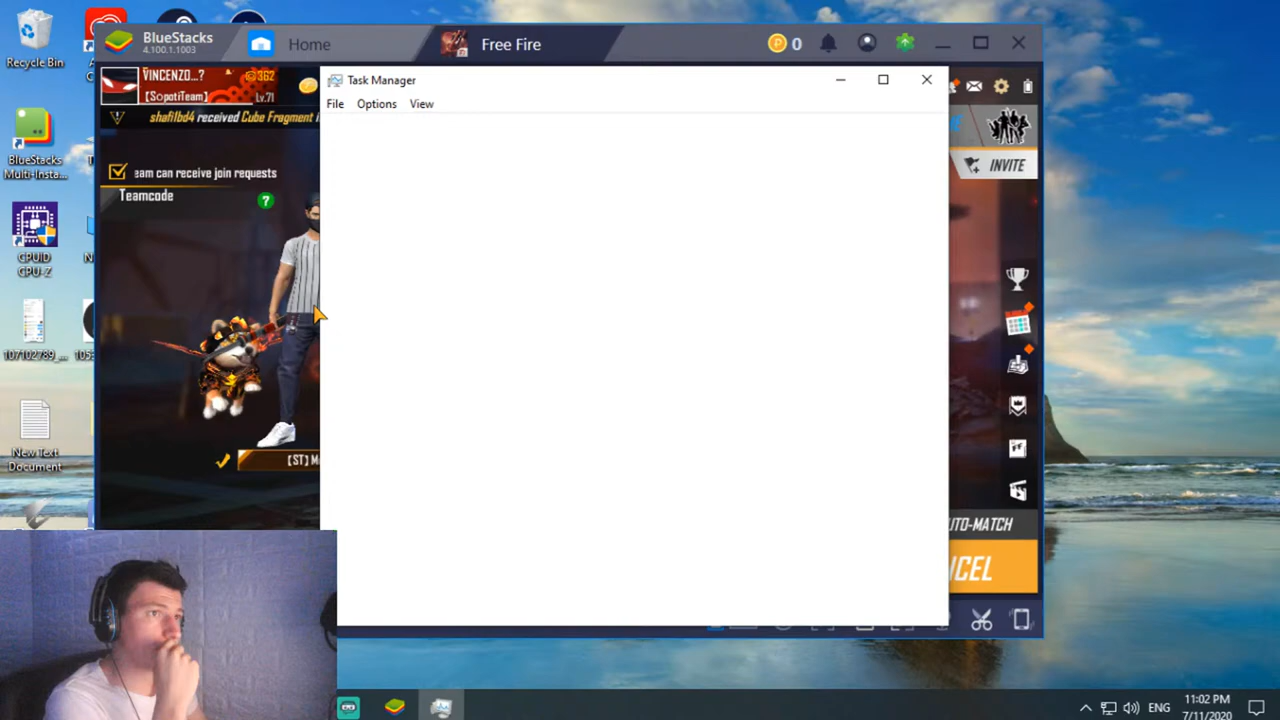 Recycle Bin
BlueStacks
Multi-Insta...
CPUID
CPU-Z
107102789_...
New Text
Document
BlueStacks
4.100.1.1003
Home
Free Fire
0
VINCENZO...?
362
[SopotiTeam]
Lv.71
shafilbd4 received Cube Fragment
eam can receive join requests
Teamcode
?
[ST]
Task Manager
File
Options
View
INVITE
UTO-MATCH
NCEL
ENG
11:02 PM
7/11/2020